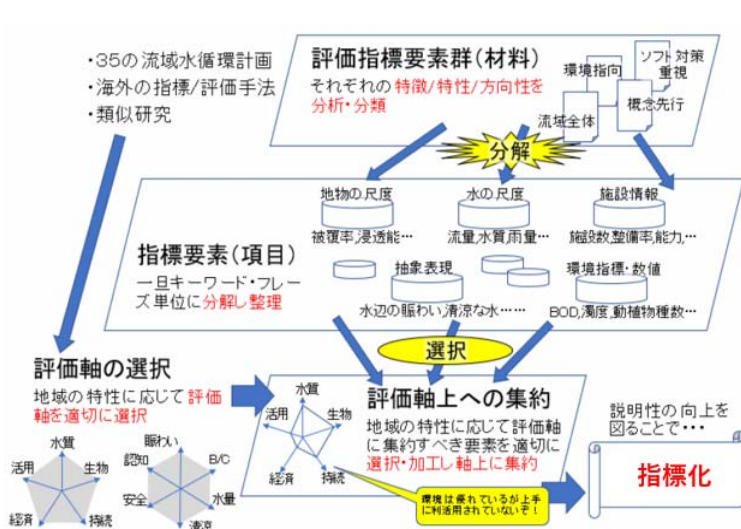 ・35の流域水循環計画
・海外の指標/評価手法
・類似研究
評価指標要素群(材料)
それぞれの特徴/特性/方向性を
分析・分類
環境指向
ソフト対策
重視
流域全体
概念先行
分解
地物の尺度
被覆率,浸透能…
水の尺度
流量,水質,雨量…
施設情報
施設数,整備率,能力,…
指標要素(項目)
一旦キーワード・フレー
ズ単位に分解し整理
抽象表現
水辺の賑わい,清涼な水……
環境指標・数値
BOD,濁度,動植物種数…
選択
評価軸の選択
地域の特性に応じて評価
軸を適切に選択
水質
生物
持続
経済
活用
賑わい
B/C
水量
清涼
安全
認知
水質
生物
持続
経済
活用
評価軸上への集約
地域の特性に応じて評価軸
に集約すべき要素を適切に
選択・加工し軸上に集約
環境は優れているが上手
に利活用されていないぞ！
説明性の向上を
図ることで・・・
指標化